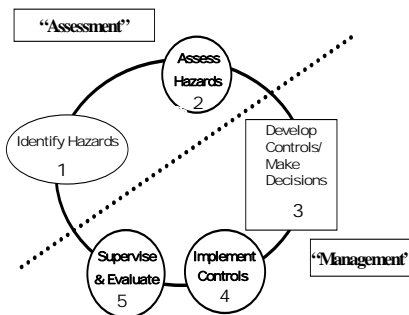 "Assessment"
Assess
Hazards
2
Identify Hazards
1
Develop
Controls/
Make
Decisions
3
Supervise
& Evaluate
5
Implement
Controls
4
"Management"